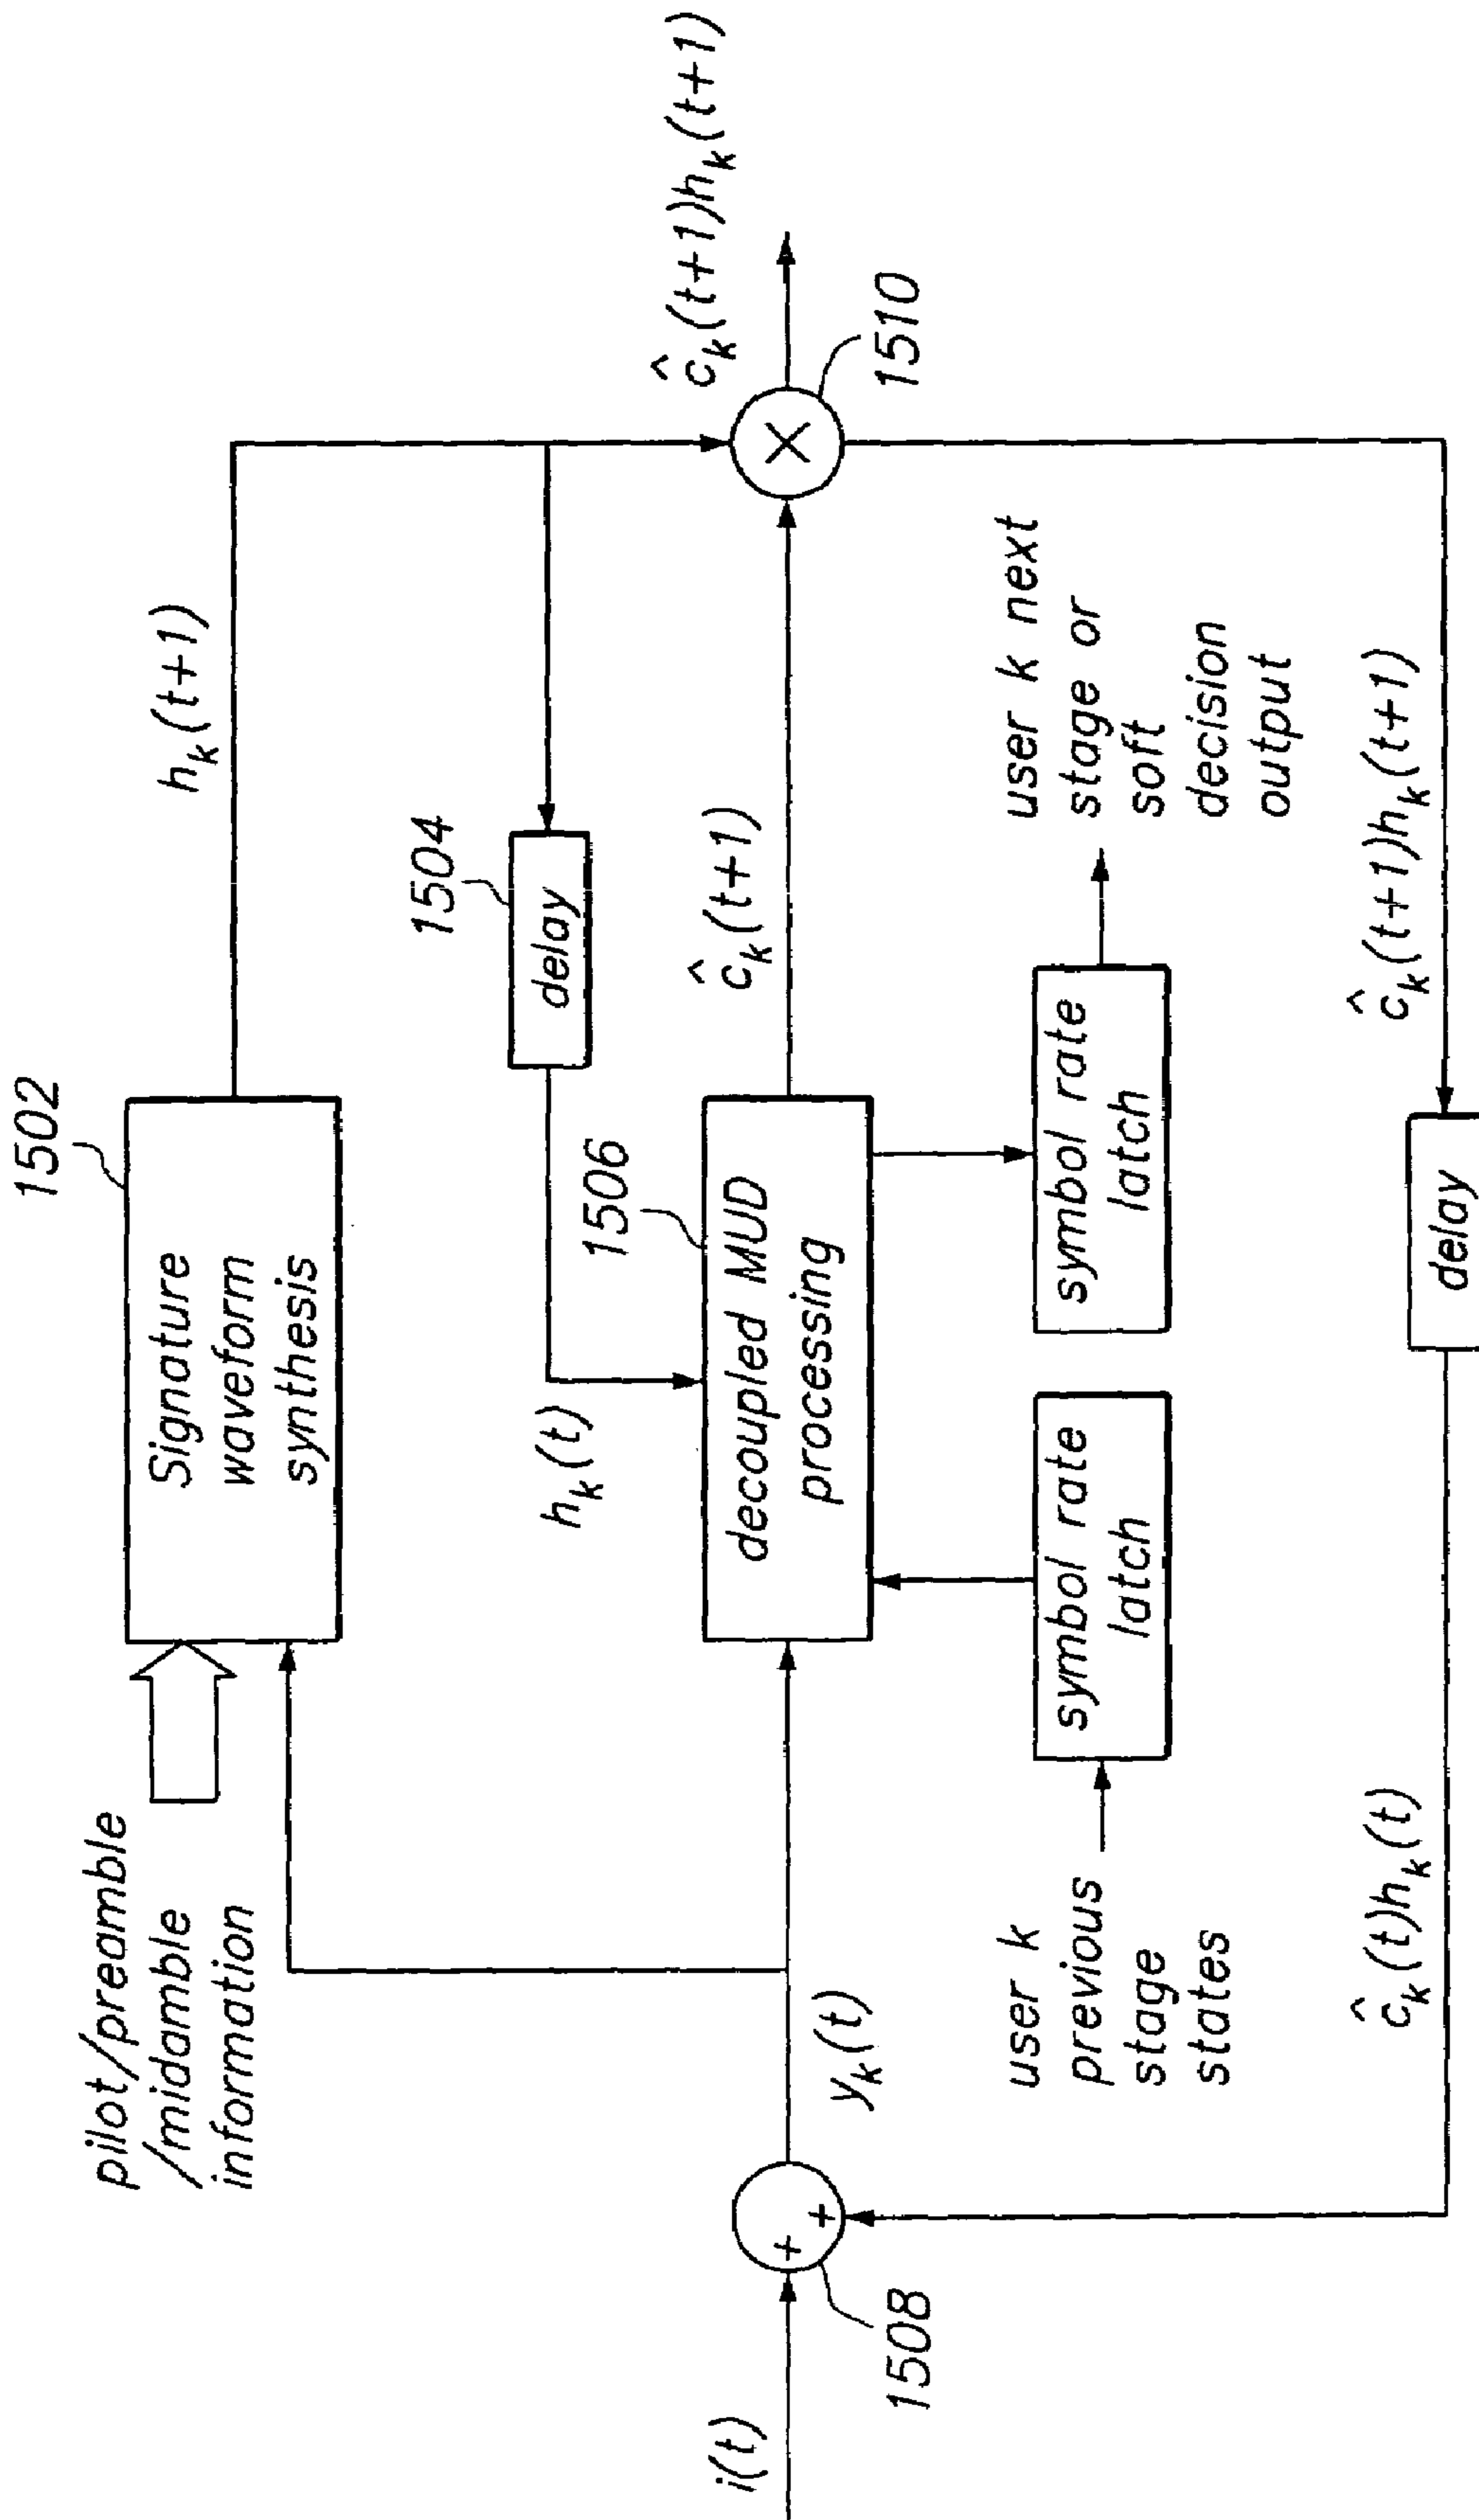 1502
Signature
waveform
synthesis
pilot/preamble
/midamble
information
h_k(t+1)
1504
delay
h_k(t)
1506
decoupled MUD
processing
ĉ_k(t+1)
ĉ_k(t+1)h_k(t+1)
×
1510
i(t)
+
+
1508
y_k(t)
user k
previous
stage
states
symbol rate
latch
symbol rate
latch
user k next
stage or
soft
decision
output
ĉ_k(t)h_k(t)
delay
ĉ_k(t+1)h_k(t+1)